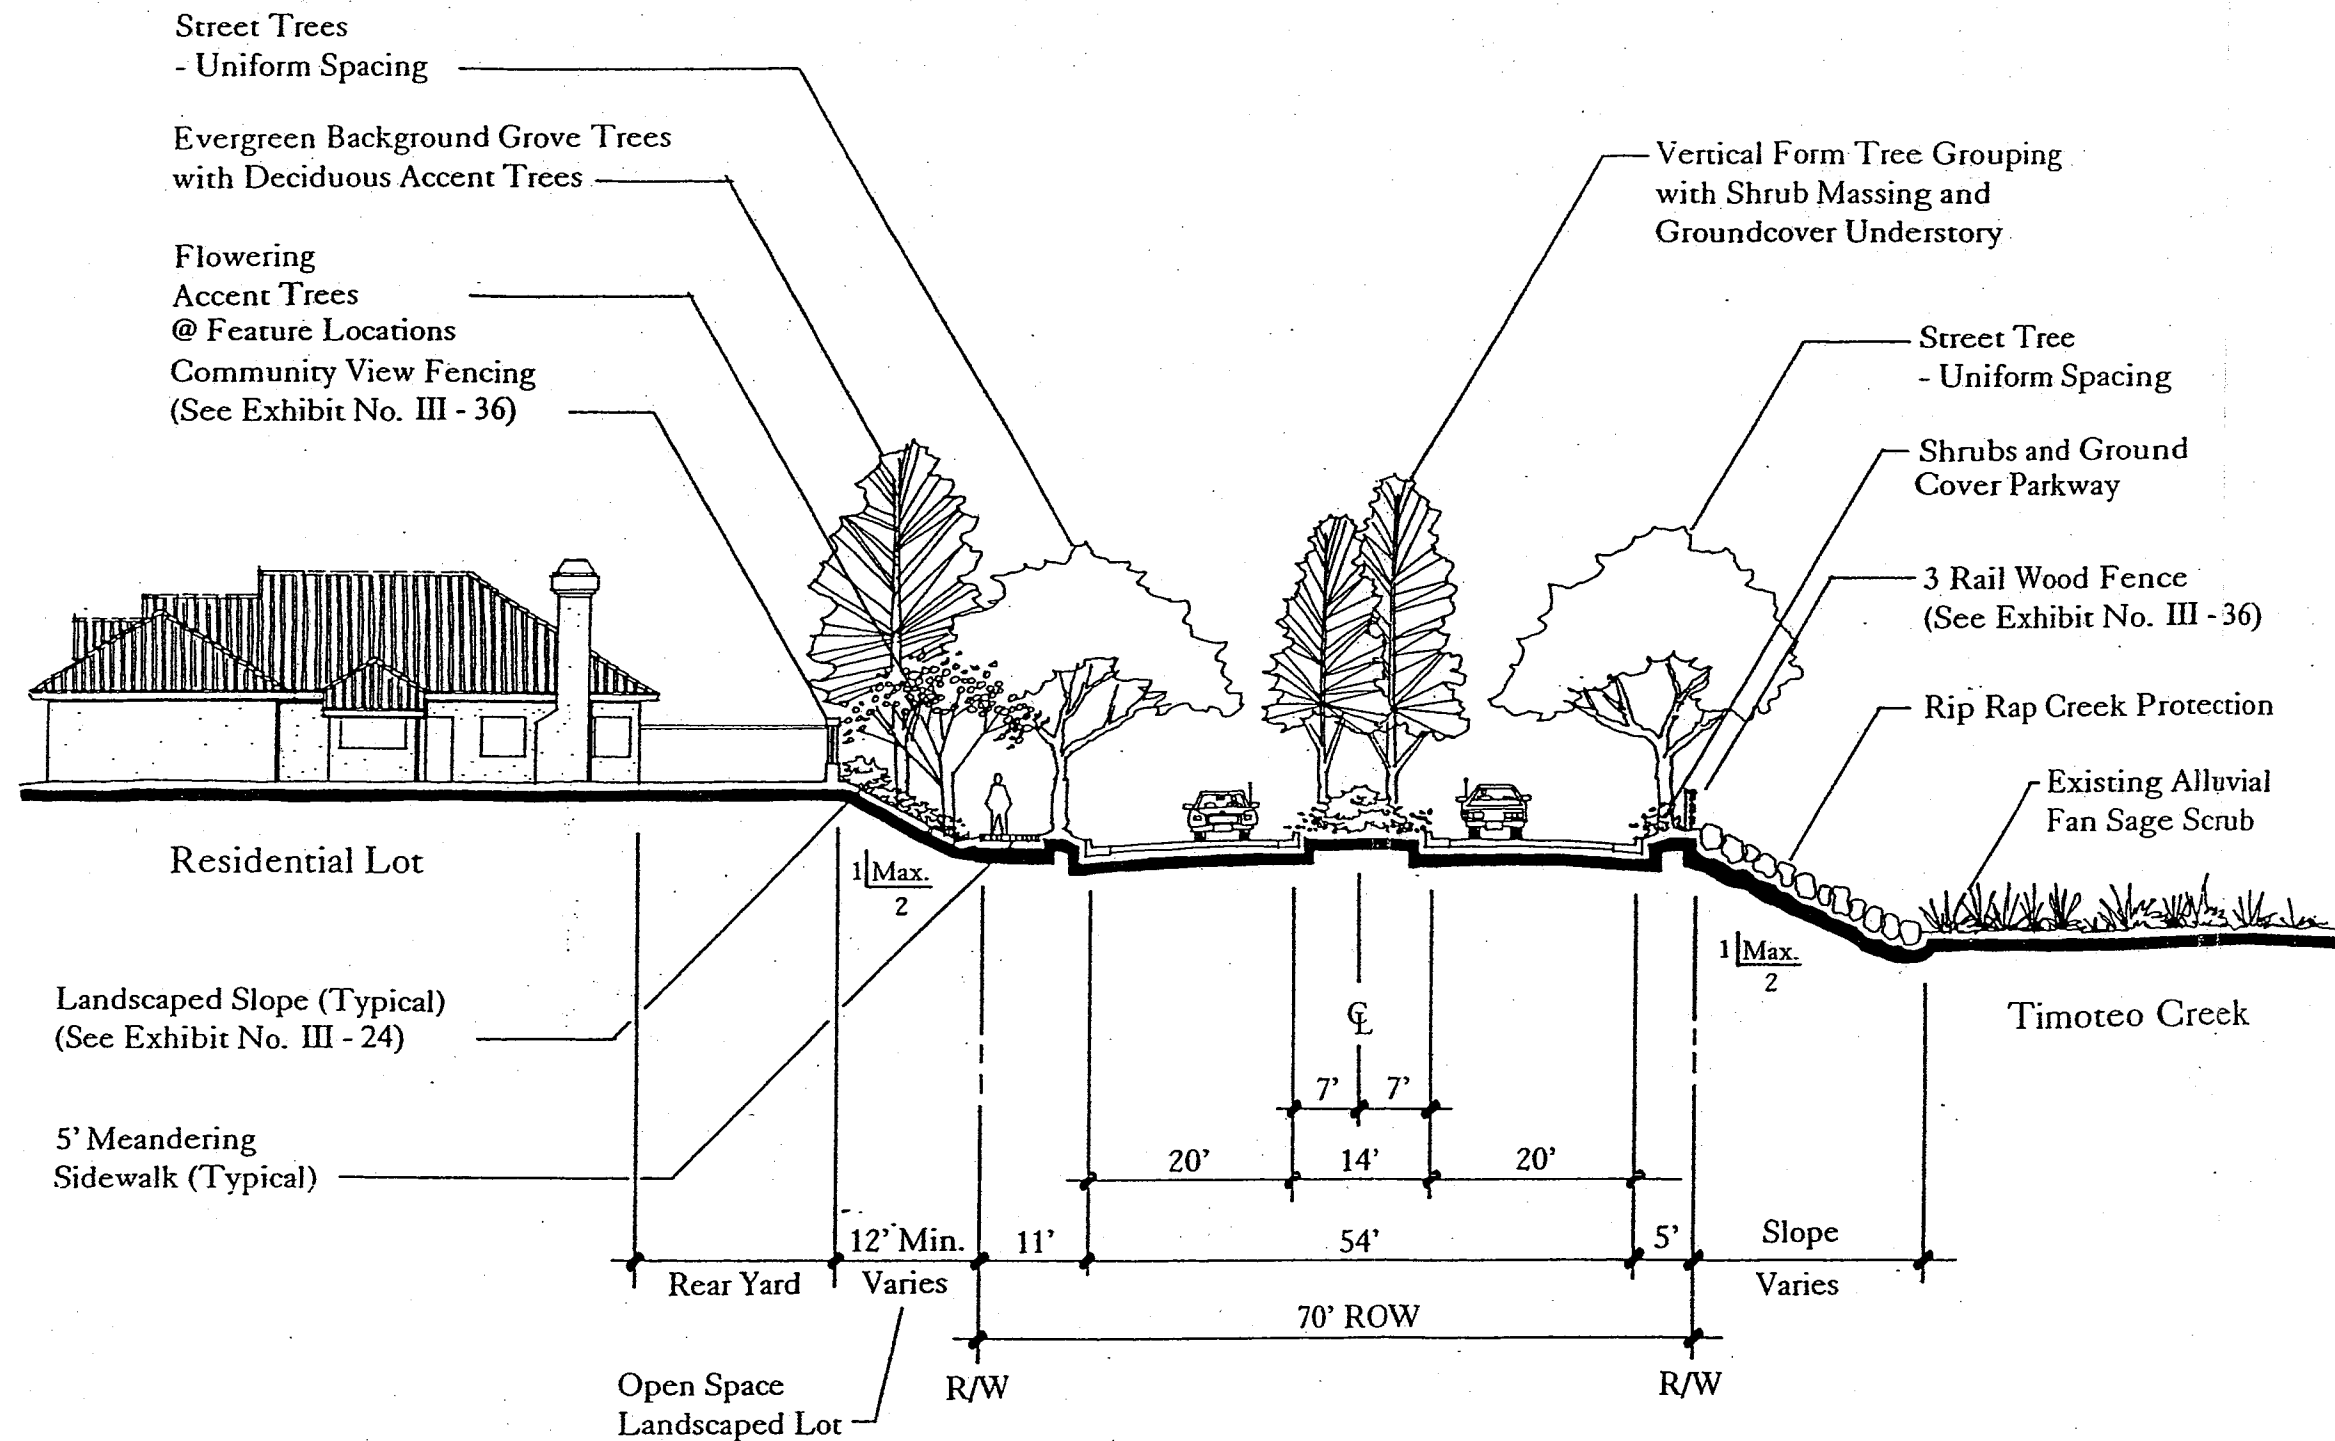 Street Trees
- Uniform Spacing
Evergreen Background Grove Trees
with Deciduous Accent Trees
Flowering
Accent Trees
@ Feature Locations
Community View Fencing
(See Exhibit No. III - 36)
Vertical Form Tree Grouping
with Shrub Massing and
Groundcover Understory
Street Tree
- Uniform Spacing
Shrubs and Ground
Cover Parkway
3 Rail Wood Fence
(See Exhibit No. III - 36)
Rip Rap Creek Protection
Existing Alluvial
Fan Sage Scrub
Residential Lot
1 Max.
2
1 Max.
2
Timoteo Creek
Landscaped Slope (Typical)
(See Exhibit No. III - 24)
5' Meandering
Sidewalk (Typical)
CL
7' 7'
20' 14' 20'
12' Min. 11' 54' 5' Slope
Rear Yard Varies Varies
70' ROW
Open Space
Landscaped Lot
R/W R/W